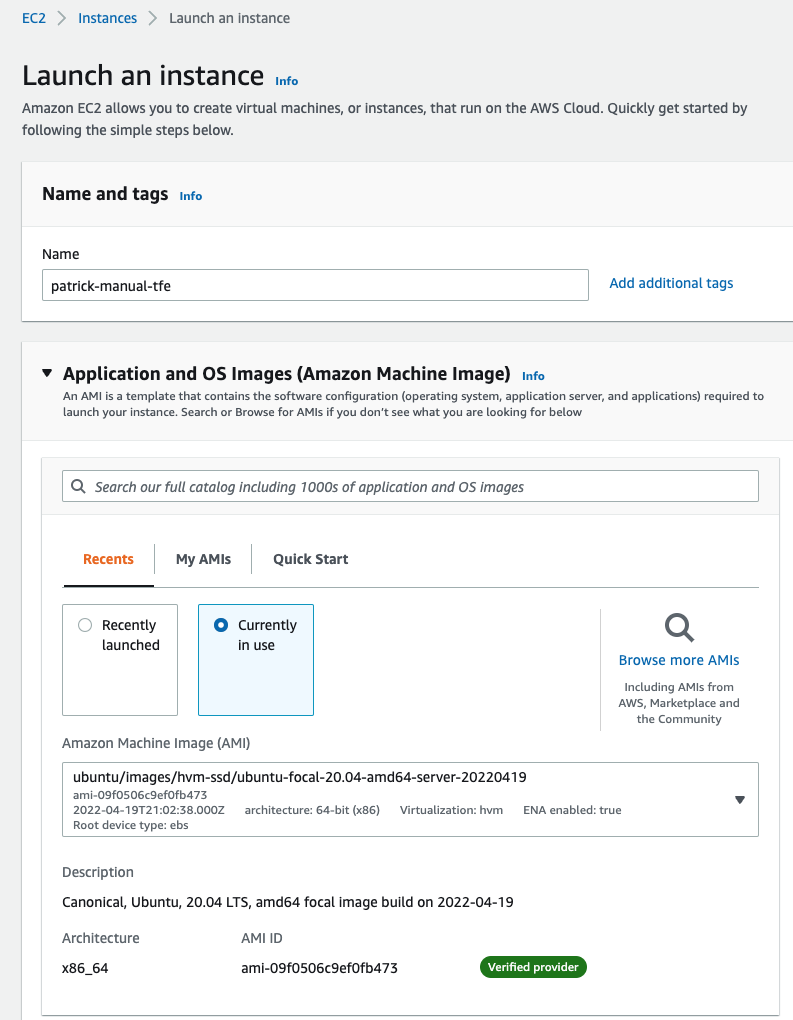 EC2 > Instances > Launch an instance
Launch an instance Info
Amazon EC2 allows you to create virtual machines, or instances, that run on the AWS Cloud. Quickly get started by
following the simple steps below.
Name and tags Info
Name
patrick-manual-tfe
Add additional tags
Application and OS Images (Amazon Machine Image) Info
An AMI is a template that contains the software configuration (operating system, application server, and applications) required to
launch your instance. Search or Browse for AMIs if you don't see what you are looking for below
Search our full catalog including 1000s of application and OS images
Recents My AMIs Quick Start
Recently
launched
Currently
in use
Browse more AMIs
Including AMIs from
AWS, Marketplace and
the Community
Amazon Machine Image (AMI)
ubuntu/images/hvm-ssd/ubuntu-focal-20.04-amd64-server-20220419
ami-09f0506c9ef0fb473
2022-04-19T21:02:38.000Z architecture: 64-bit (x86) Virtualization: hvm ENA enabled: true
Root device type: ebs
Description
Canonical, Ubuntu, 20.04 LTS, amd64 focal image build on 2022-04-19
Architecture AMI ID
x86_64 ami-09f0506c9ef0fb473 Verified provider